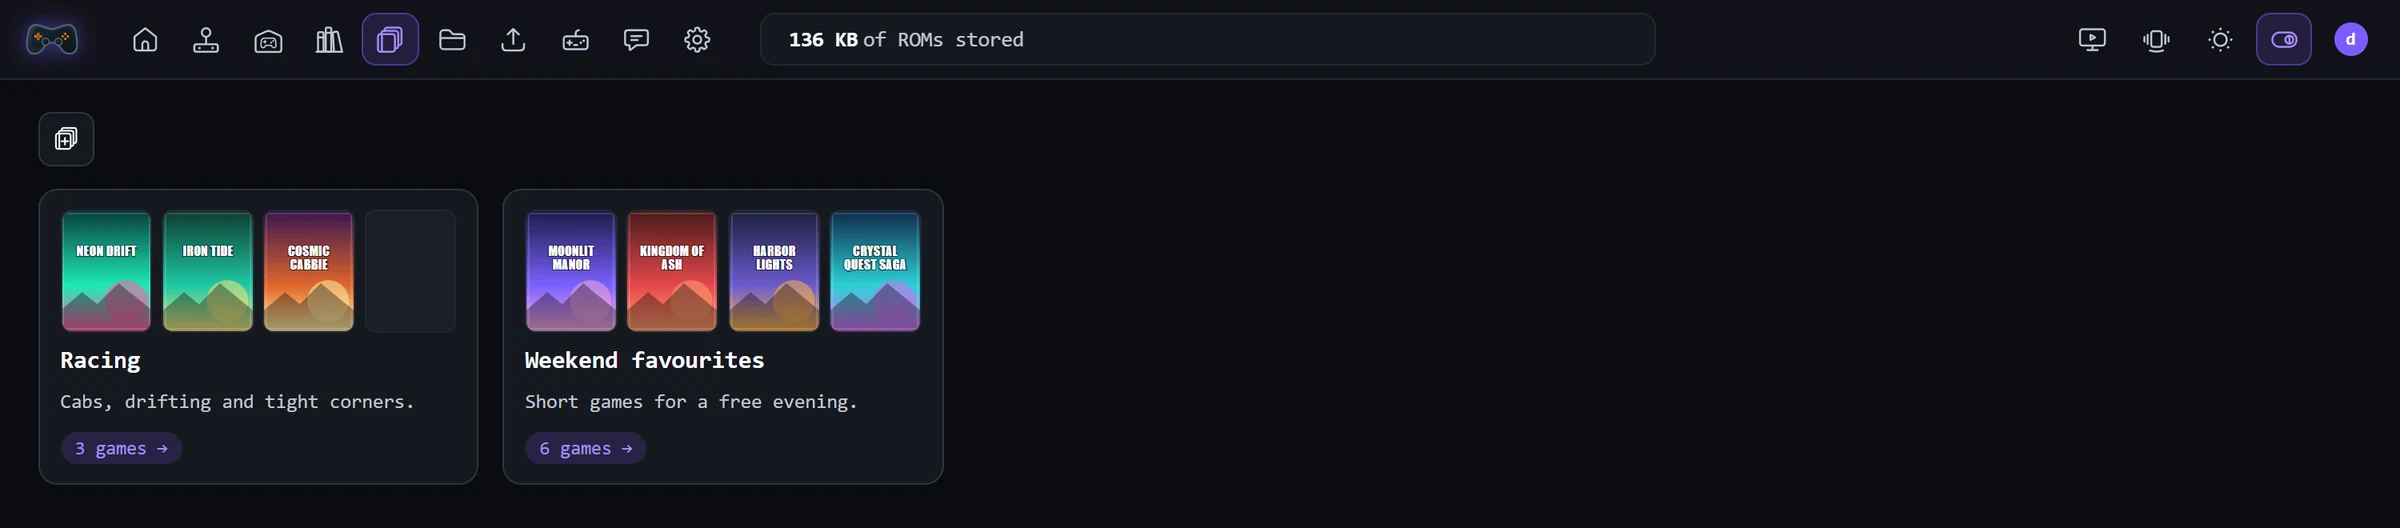 136 KB of ROMs stored
d
NEON DRIFT
IRON TIDE
COSMIC
CABBIE
MOONLIT
MANOR
KINGDOM OF
ASH
HARBOR
LIGHTS
CRYSTAL
QUEST SAGA
Racing
Cabs, drifting and tight corners.
3 games →
Weekend favourites
Short games for a free evening.
6 games →